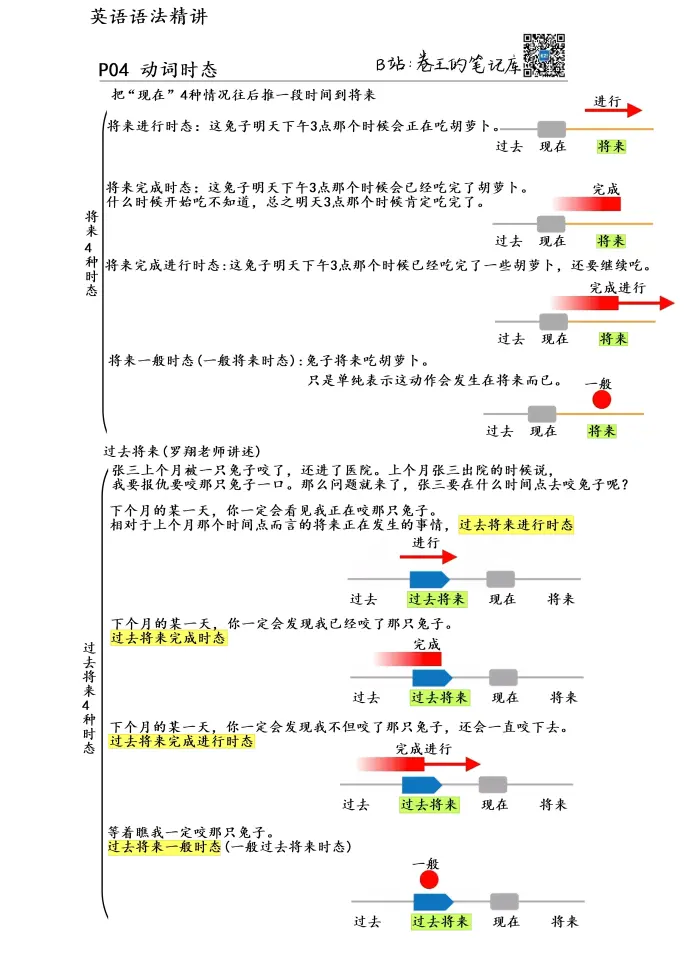 英语语法精讲
P04 动词时态
B站:卷王的笔记库
把“现在”4种情况往后推一段时间到将来
将来4种时态
进行
将来进行时态：这兔子明天下午3点那个时候会正在吃胡萝卜。
过去 现在 将来
将来完成时态：这兔子明天下午3点那个时候会已经吃完了胡萝卜。
什么时候开始吃不知道，总之明天3点那个时候肯定吃完了。
完成
过去 现在 将来
将来完成进行时态:这兔子明天下午3点那个时候已经吃完了一些胡萝卜，还要继续吃。
完成进行
过去 现在 将来
将来一般时态(一般将来时态):兔子将来吃胡萝卜。
只是单纯表示这动作会发生在将来而已。
一般
过去 现在 将来
过去将来(罗翔老师讲述)
过去将来4种时态
张三上个月被一只兔子咬了，还进了医院。上个月张三出院的时候说，
我要报仇要咬那只兔子一口。那么问题就来了，张三要在什么时间点去咬兔子呢？
下个月的某一天，你一定会看见我正在咬那只兔子。
相对于上个月那个时间点而言的将来正在发生的事情，过去将来进行时态
进行
过去 过去将来 现在 将来
下个月的某一天，你一定会发现我已经咬了那只兔子。
过去将来完成时态
完成
过去 过去将来 现在 将来
下个月的某一天，你一定会发现我不但咬了那只兔子，还会一直咬下去。
过去将来完成进行时态
完成进行
过去 过去将来 现在 将来
等着瞧我一定咬那只兔子。
过去将来一般时态(一般过去将来时态)
一般
过去 过去将来 现在 将来